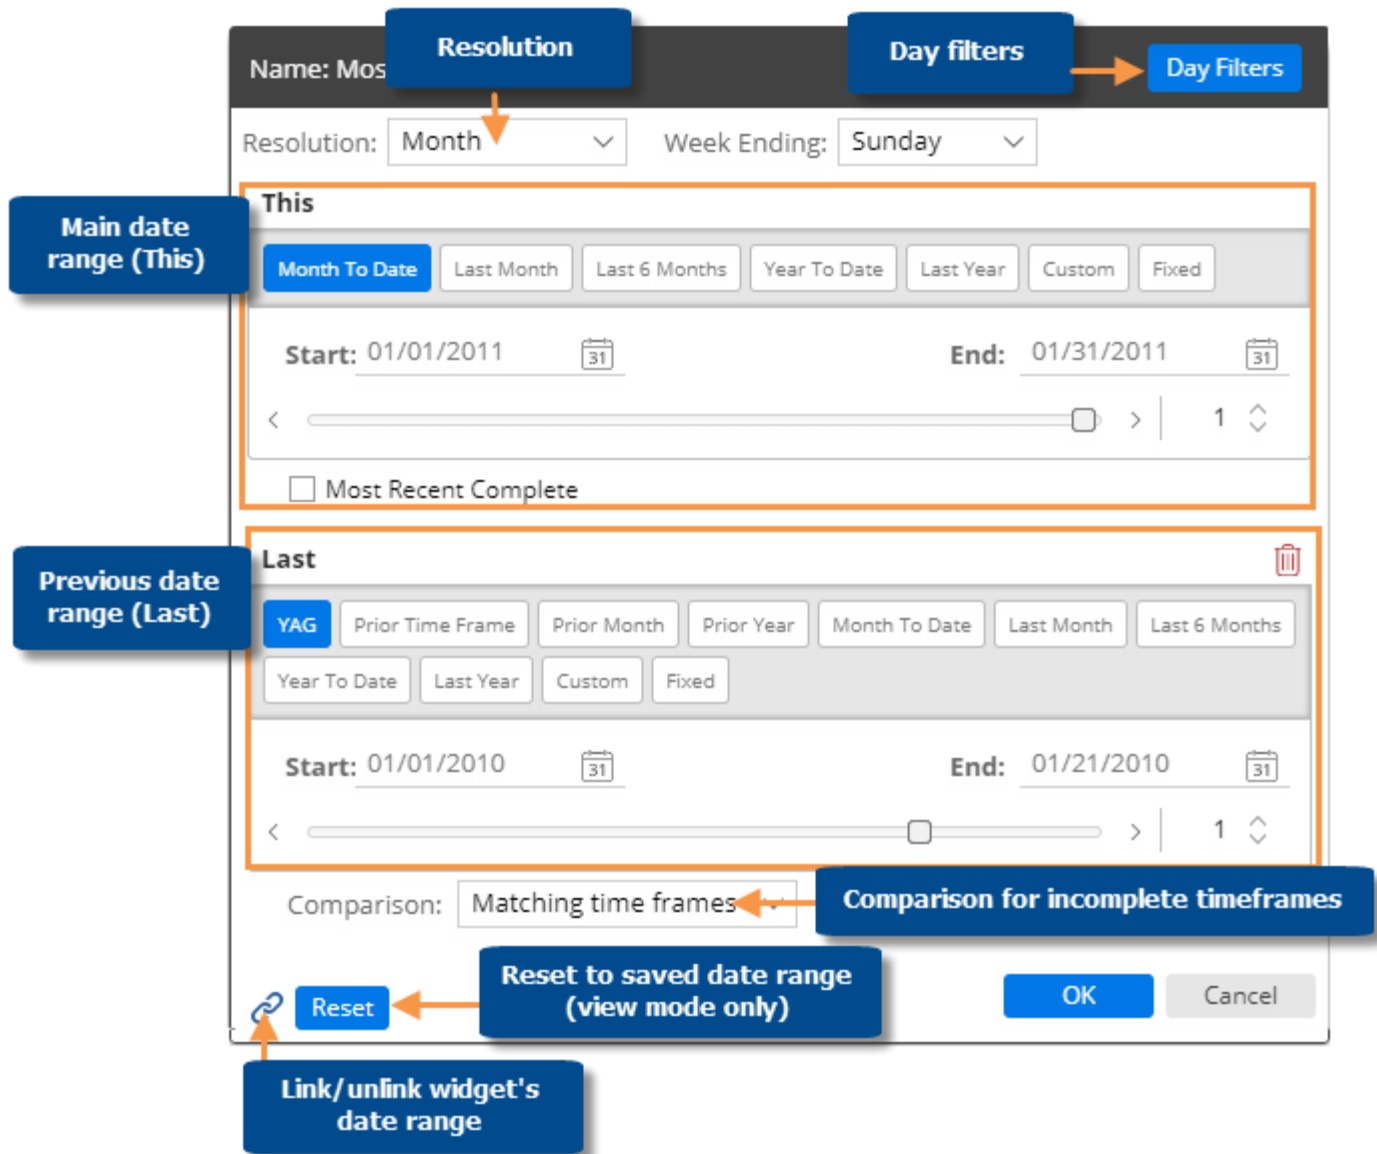 Resolution
Day filters
Name: Mos
Day Filters
Resolution: Month
Week Ending: Sunday
Main date
range (This)
This
Month To Date Last Month Last 6 Months Year To Date Last Year Custom Fixed
Start: 01/01/2011 31 End: 01/31/2011 31
< > 1
Most Recent Complete
Previous date
range (Last)
Last
YAG Prior Time Frame Prior Month Prior Year Month To Date Last Month Last 6 Months
Year To Date Last Year Custom Fixed
Start: 01/01/2010 31 End: 01/21/2010 31
< > 1
Comparison: Matching time frames
Comparison for incomplete timeframes
Reset
Reset to saved date range
(view mode only)
OK Cancel
Link/unlink widget's
date range